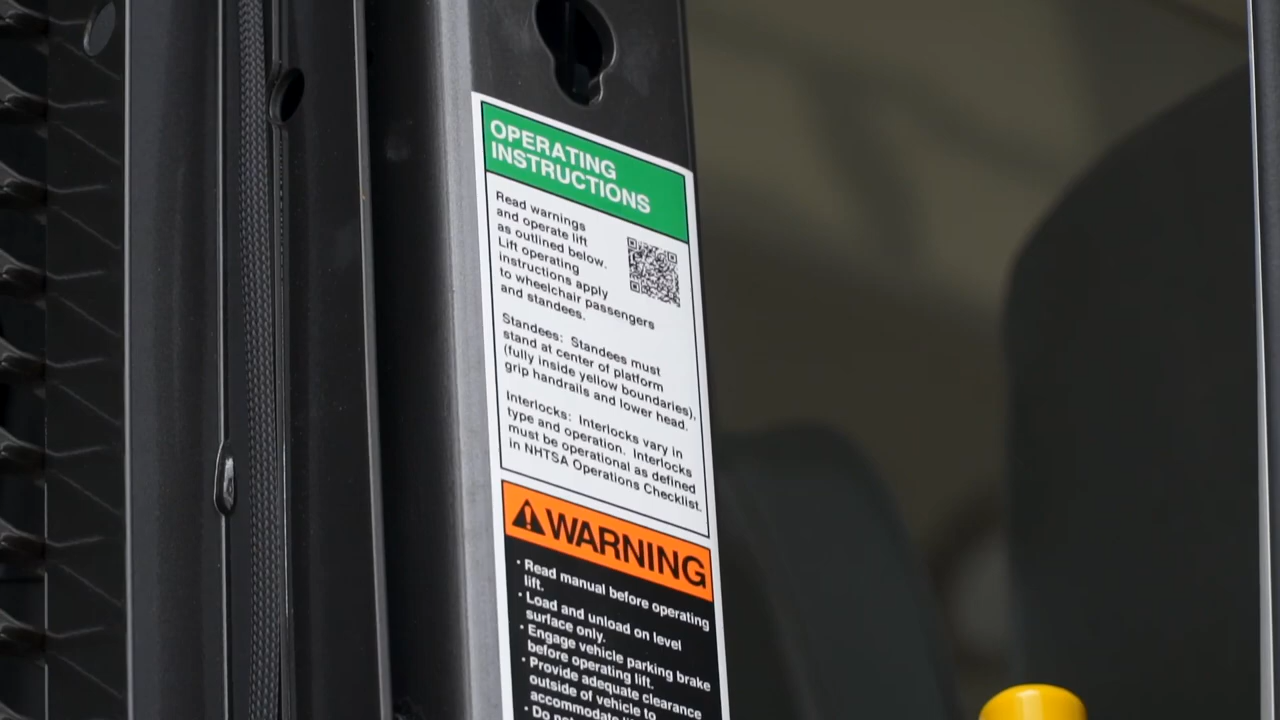 OPERATING
INSTRUCTIONS
Read warnings
and operate lift
as outlined below.
Lift operating
instructions apply
to wheelchair passengers
and standees.
Standees: Standees must
stand at center of platform
(fully inside yellow boundaries),
grip handrails and lower head.
Interlocks: Interlocks vary in
type and operation. Interlocks
must be operational as defined
in NHTSA Operations Checklist.
WARNING
• Read manual before operating
lift.
• Load and unload on level
surface only.
• Engage vehicle parking brake
before operating lift.
• Provide adequate clearance
outside of vehicle to
accommodate
• Do not